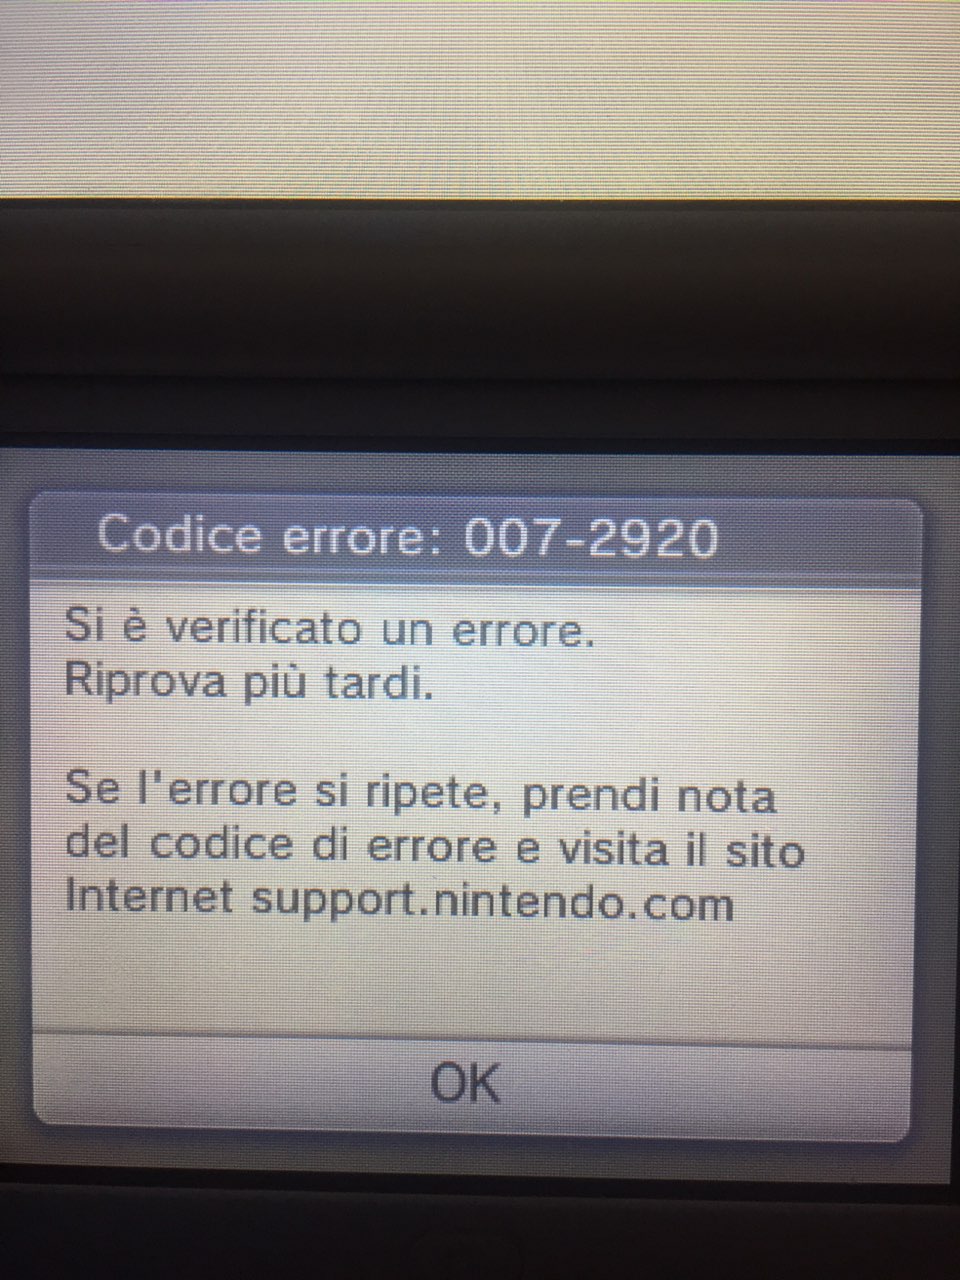 Codice errore: 007-2920
Si è verificato un errore.
Riprova più tardi.
Se l'errore si ripete, prendi nota
del codice di errore e visita il sito
Internet support.nintendo.com
OK